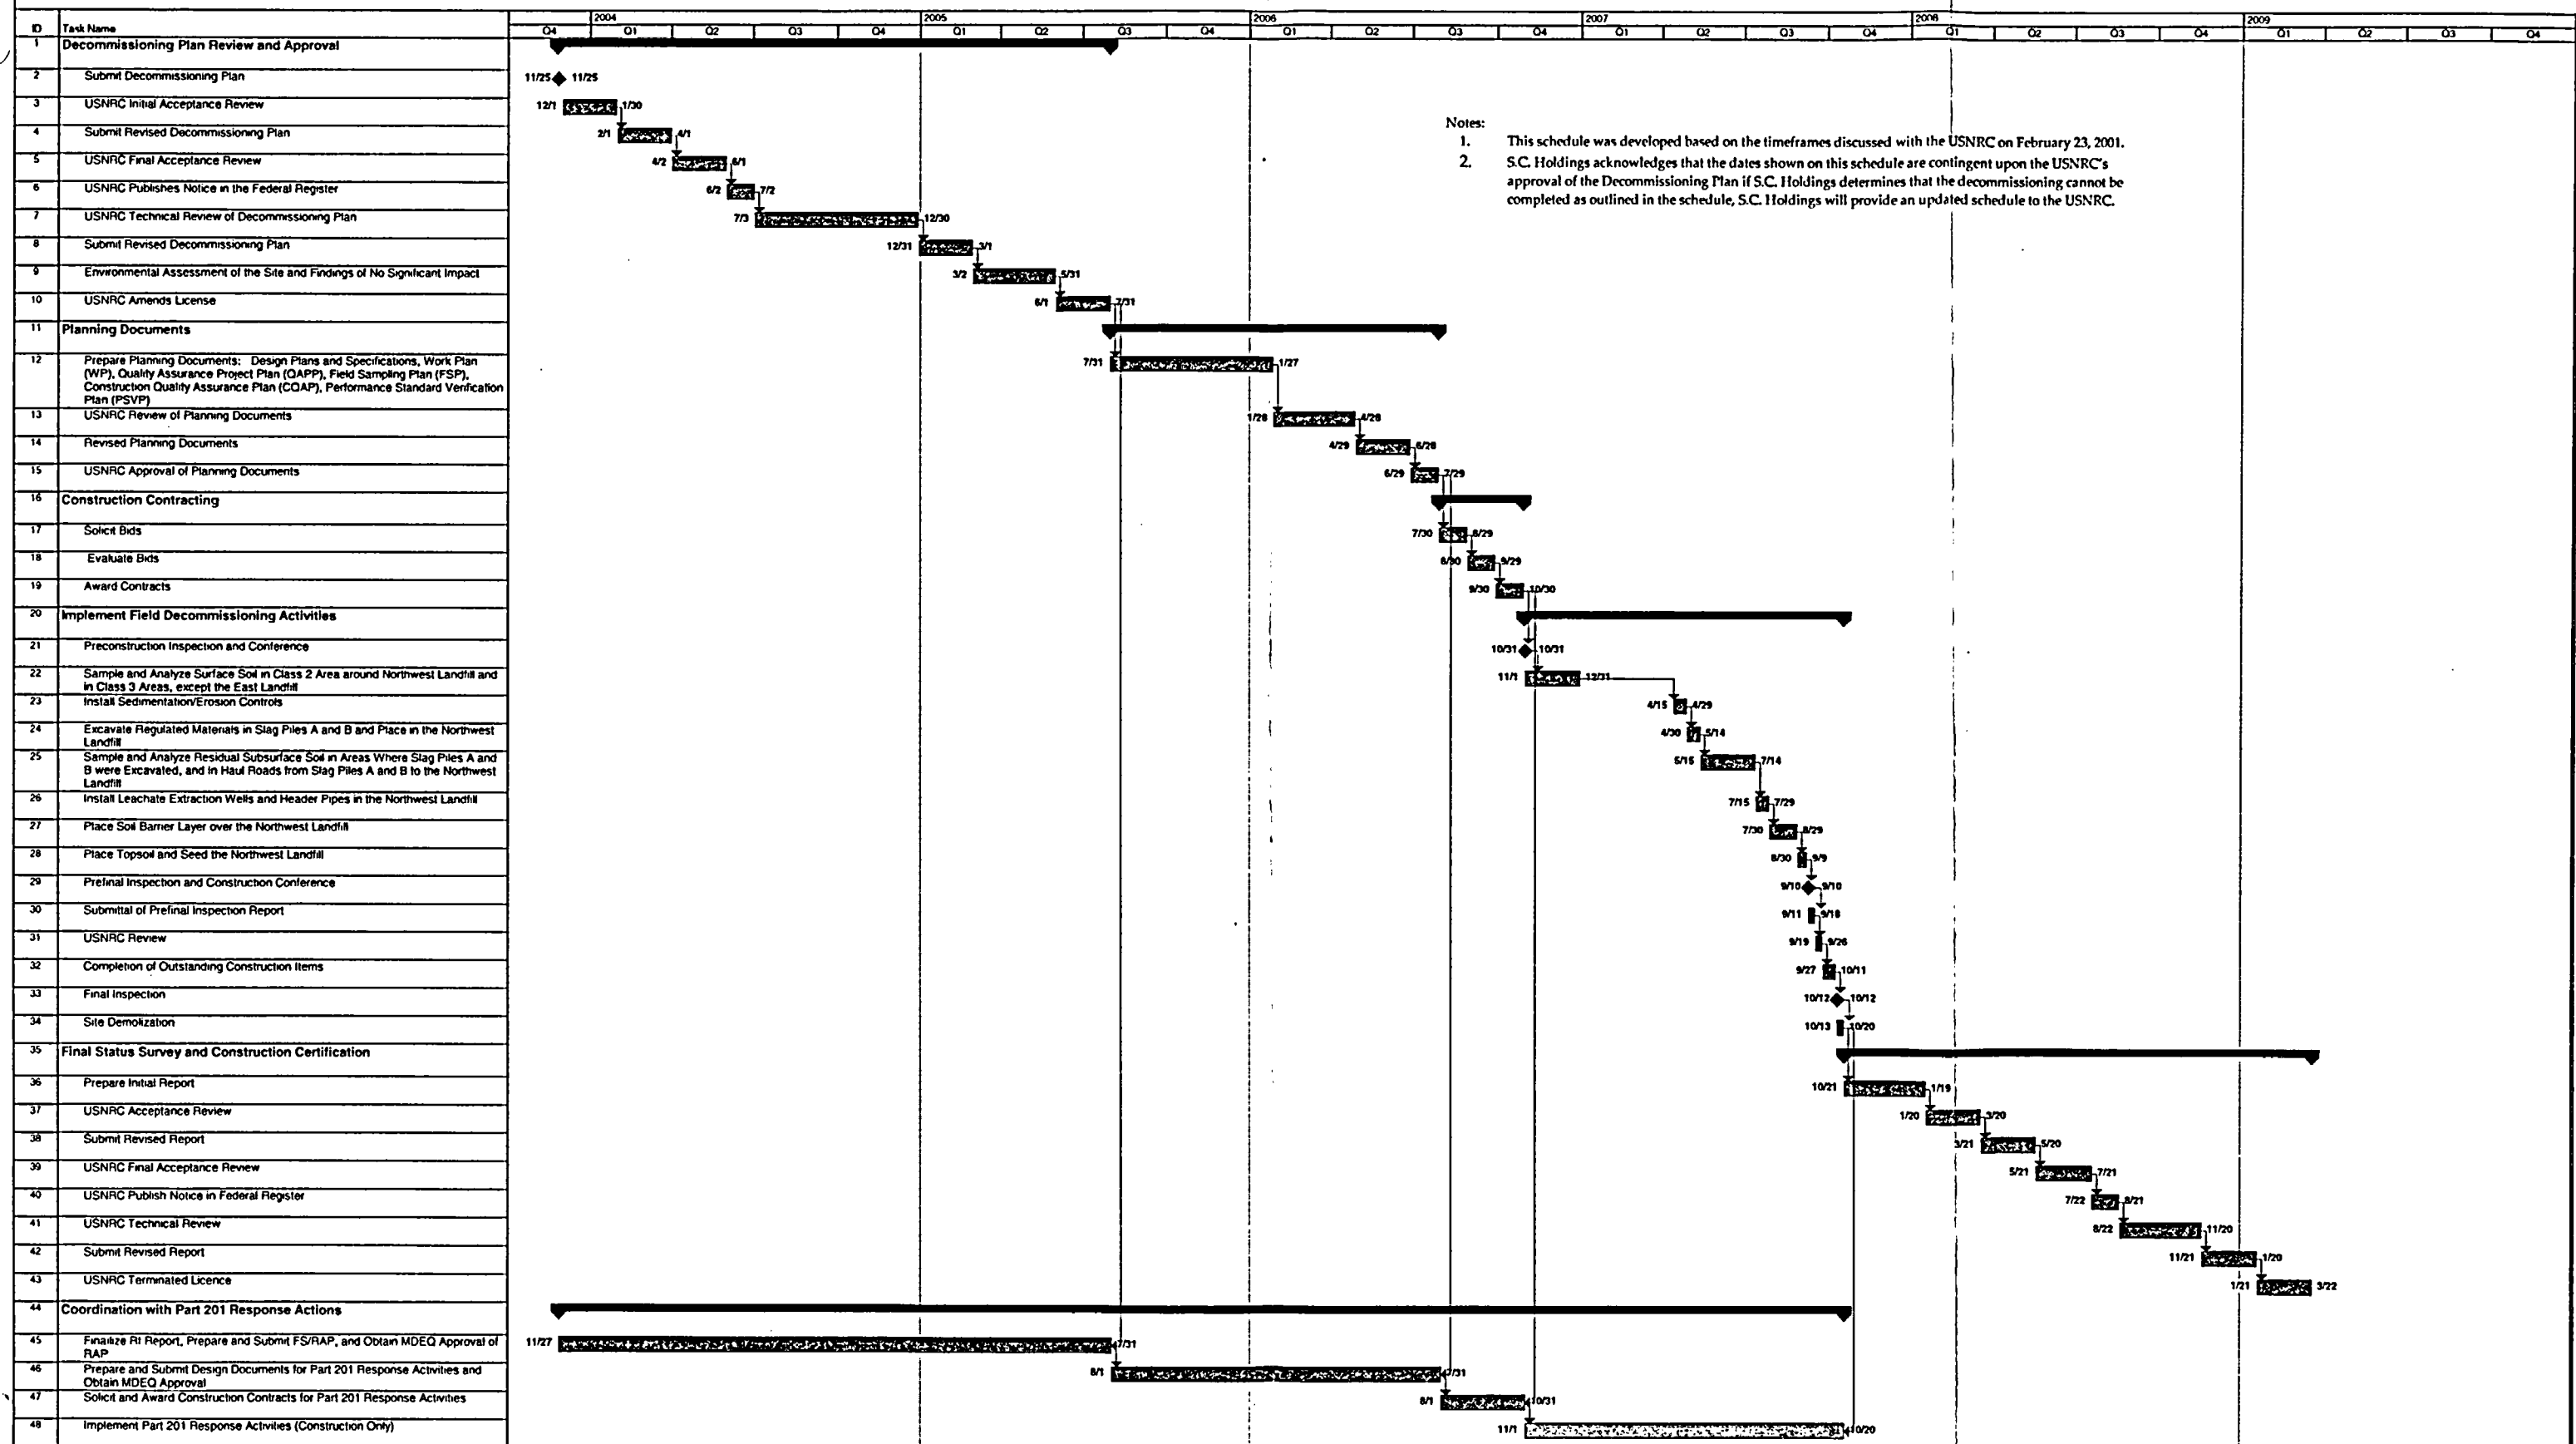 2004 2005 2006 2007 2008 2009
ID Task Name Q4 Q1 Q2 Q3 Q4 Q1 Q2 Q3 Q4 Q1 Q2 Q3 Q4 Q1 Q2 Q3 Q4 Q1 Q2 Q3 Q4 Q1 Q2 Q3 Q4
1 Decommissioning Plan Review and Approval
2 Submit Decommissioning Plan 11/25 11/25
3 USNRC Initial Acceptance Review 12/1 1/30
4 Submit Revised Decommissioning Plan 2/1 4/1
5 USNRC Final Acceptance Review 4/2 6/1
6 USNRC Publishes Notice in the Federal Register 6/2 7/2
7 USNRC Technical Review of Decommissioning Plan 7/3 12/30
8 Submit Revised Decommissioning Plan 12/31 3/1
9 Environmental Assessment of the Site and Findings of No Significant Impact 3/2 5/31
10 USNRC Amends License 6/1 7/31
Notes:
1. This schedule was developed based on the timeframes discussed with the USNRC on February 23, 2001.
2. S.C. Holdings acknowledges that the dates shown on this schedule are contingent upon the USNRC's
approval of the Decommissioning Plan if S.C. Holdings determines that the decommissioning cannot be
completed as outlined in the schedule, S.C. Holdings will provide an updated schedule to the USNRC.
11 Planning Documents
12 Prepare Planning Documents: Design Plans and Specifications, Work Plan
(WP), Quality Assurance Project Plan (QAPP), Field Sampling Plan (FSP),
Construction Quality Assurance Plan (CQAP), Performance Standard Verification
Plan (PSVP)
7/31 1/27
13 USNRC Review of Planning Documents 1/28 4/28
14 Revised Planning Documents 4/29 6/28
15 USNRC Approval of Planning Documents 6/29 7/29
16 Construction Contracting
17 Solicit Bids 7/30 8/29
18 Evaluate Bids 8/30 9/29
19 Award Contracts 9/30 10/30
20 Implement Field Decommissioning Activities
21 Preconstruction Inspection and Conference 10/31 10/31
22 Sample and Analyze Surface Soil in Class 2 Area around Northwest Landfill and
in Class 3 Areas, except the East Landfill
11/1 12/31
23 Install Sedimentation/Erosion Controls 4/15 4/29
24 Excavate Regulated Materials in Slag Piles A and B and Place in the Northwest
Landfill
4/30 5/14
25 Sample and Analyze Residual Subsurface Soil in Areas Where Slag Piles A and
B were Excavated, and in Haul Roads from Slag Piles A and B to the Northwest
Landfill
5/15 7/14
26 Install Leachate Extraction Wells and Header Pipes in the Northwest Landfill 7/15 7/29
27 Place Soil Barrier Layer over the Northwest Landfill 7/30 8/29
28 Place Topsoil and Seed the Northwest Landfill 8/30 9/9
29 Prefinal Inspection and Construction Conference 9/10 9/10
30 Submittal of Prefinal Inspection Report 9/11 9/18
31 USNRC Review 9/19 9/26
32 Completion of Outstanding Construction Items 9/27 10/11
33 Final Inspection 10/12 10/12
34 Site Demolization 10/13 10/20
35 Final Status Survey and Construction Certification
36 Prepare Initial Report 10/21 1/19
37 USNRC Acceptance Review 1/20 3/20
38 Submit Revised Report 3/21 5/20
39 USNRC Final Acceptance Review 5/21 7/21
40 USNRC Publish Notice in Federal Register 7/22 8/21
41 USNRC Technical Review 8/22 11/20
42 Submit Revised Report 11/21 1/20
43 USNRC Terminated Licence 1/21 3/22
44 Coordination with Part 201 Response Actions
45 Finailze RI Report, Prepare and Submit FS/RAP, and Obtain MDEQ Approval of
RAP
11/27 7/31
46 Prepare and Submit Design Documents for Part 201 Response Activities and
Obtain MDEQ Approval
8/1 7/31
47 Solicit and Award Construction Contracts for Part 201 Response Activities 8/1 10/31
48 Implement Part 201 Response Activities (Construction Only) 11/1 10/20